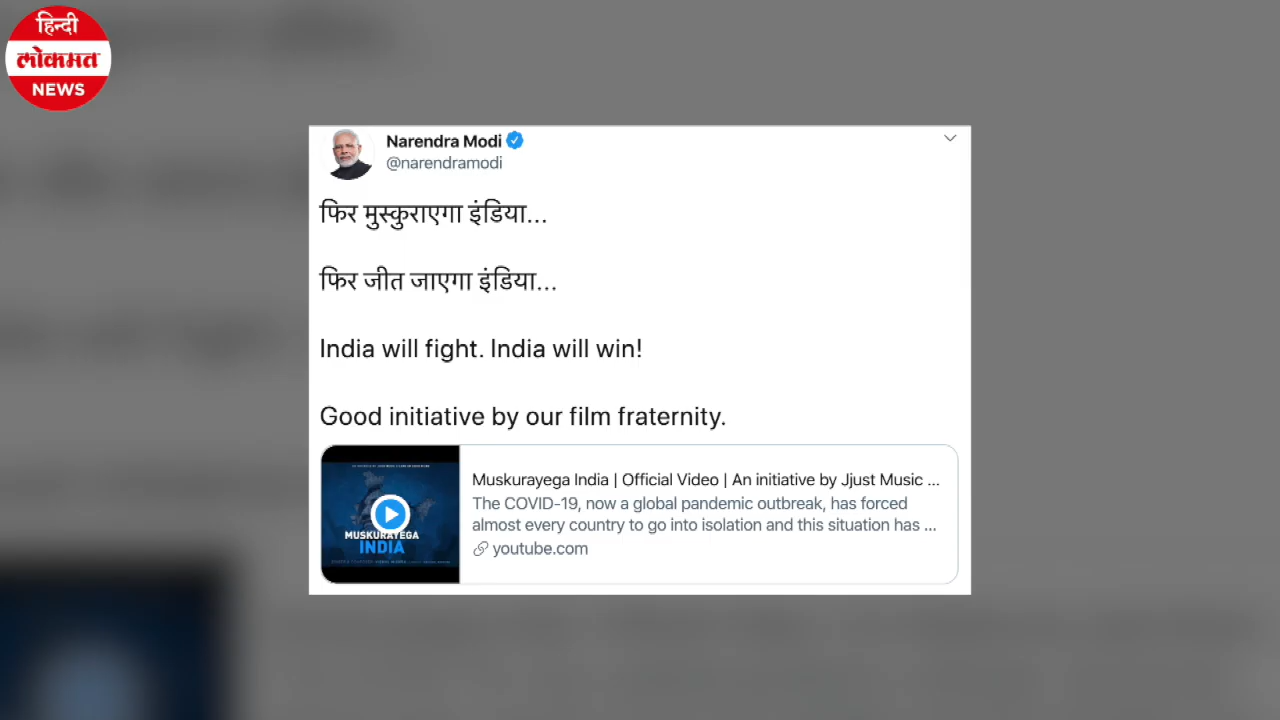 हिन्दी
लोकमत
NEWS
Narendra Modi
@narendramodi
फिर मुस्कुराएगा इंडिया...
फिर जीत जाएगा इंडिया...
India will fight. India will win!
Good initiative by our film fraternity.
MUSKURAYEGA
INDIA
Muskurayega India | Official Video | An initiative by Jjust Music ...
The COVID-19, now a global pandemic outbreak, has forced
almost every country to go into isolation and this situation has ...
youtube.com